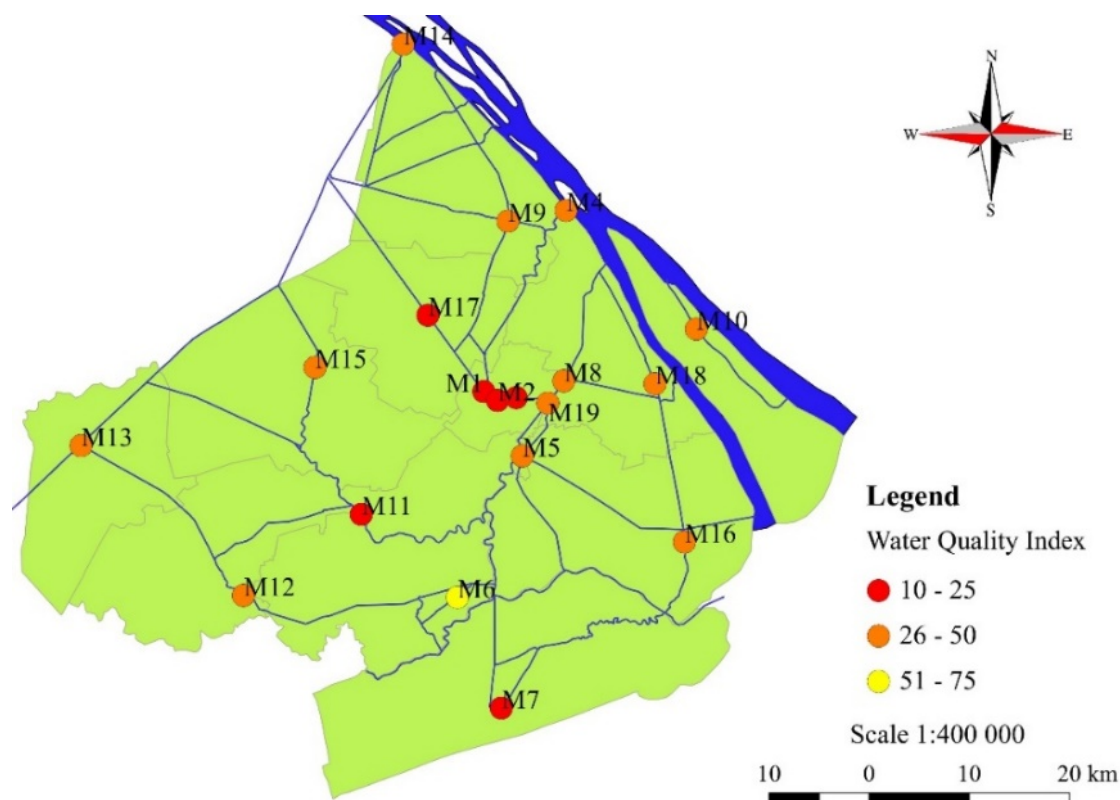 M14
N
W
E
S
M4
M9
M17
M10
M15
M1
M2
M8
M18
M19
M13
M5
M11
M16
M12
M6
M7
Legend
Water Quality Index
10 - 25
26 - 50
51 - 75
Scale 1:400 000
10 0 10 20 km